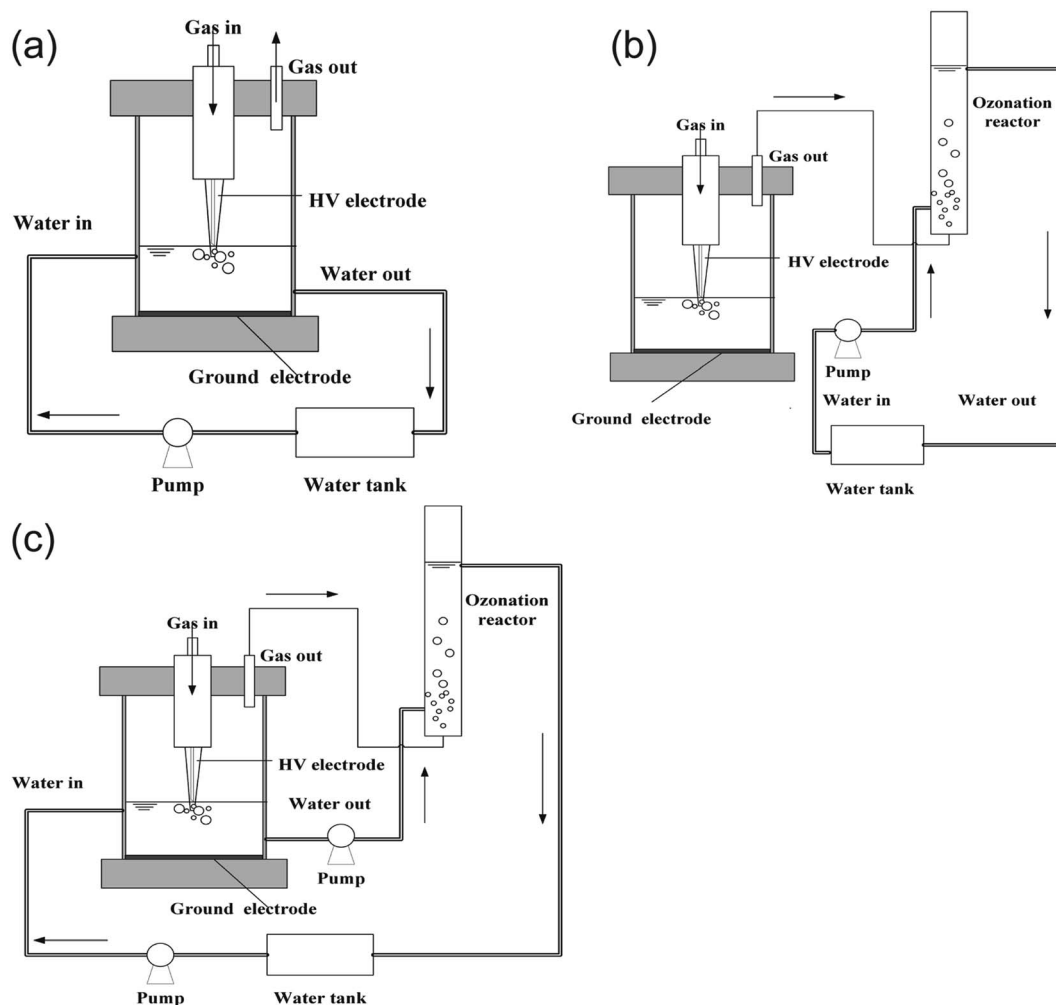 (a)
Gas in
Gas out
HV electrode
Water in
Water out
Ground electrode
Pump
Water tank
(b)
Ozonation
reactor
Gas in
Gas out
HV electrode
Pump
Ground electrode
Water in
Water out
Water tank
(c)
Ozonation
reactor
Gas in
Gas out
HV electrode
Water in
Water out
Pump
Ground electrode
Pump
Water tank